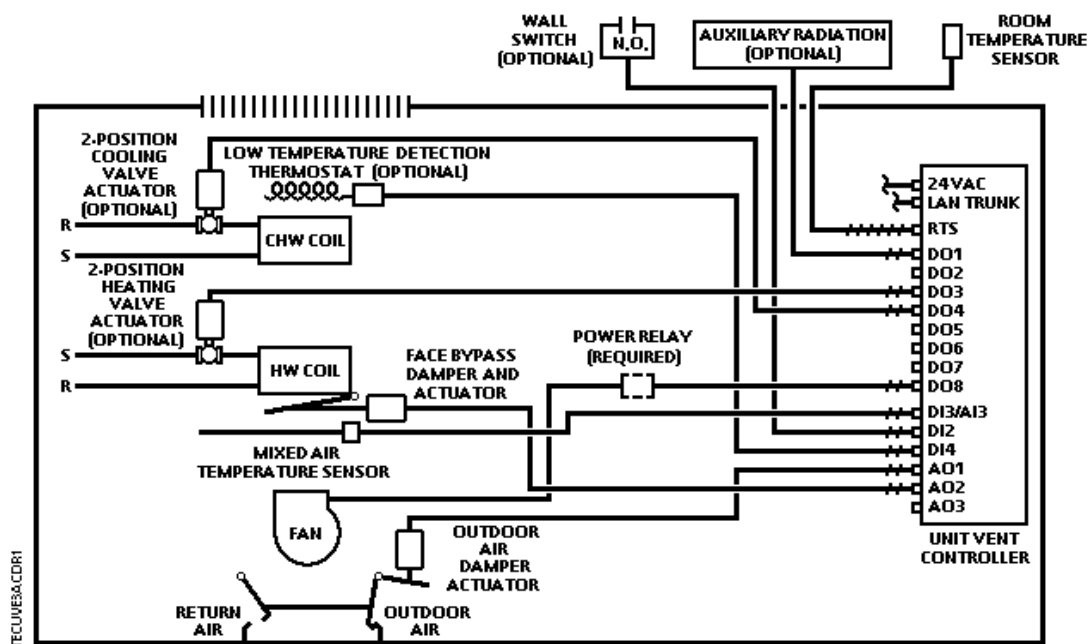 WALL
SWITCH
(OPTIONAL)
N.O.
AUXILIARY RADIATION
(OPTIONAL)
ROOM
TEMPERATURE
SENSOR
2-POSITION
COOLING
VALVE
ACTUATOR
(OPTIONAL)
LOW TEMPERATURE DETECTION
THERMOSTAT (OPTIONAL)
R
S
CHW COIL
2-POSITION
HEATING
VALVE
ACTUATOR
(OPTIONAL)
S
R
HW COIL
FACE BYPASS
DAMPER AND
ACTUATOR
POWER RELAY
(REQUIRED)
MIXED AIR
TEMPERATURE SENSOR
FAN
OUTDOOR
AIR
DAMPER
ACTUATOR
RETURN
AIR
OUTDOOR
AIR
24VAC
LAN TRUNK
RTS
DO1
DO2
DO3
DO4
DO5
DO6
DO7
DO8
DI3/AI3
DI2
DI4
AO1
AO2
AO3
UNIT VENT
CONTROLLER